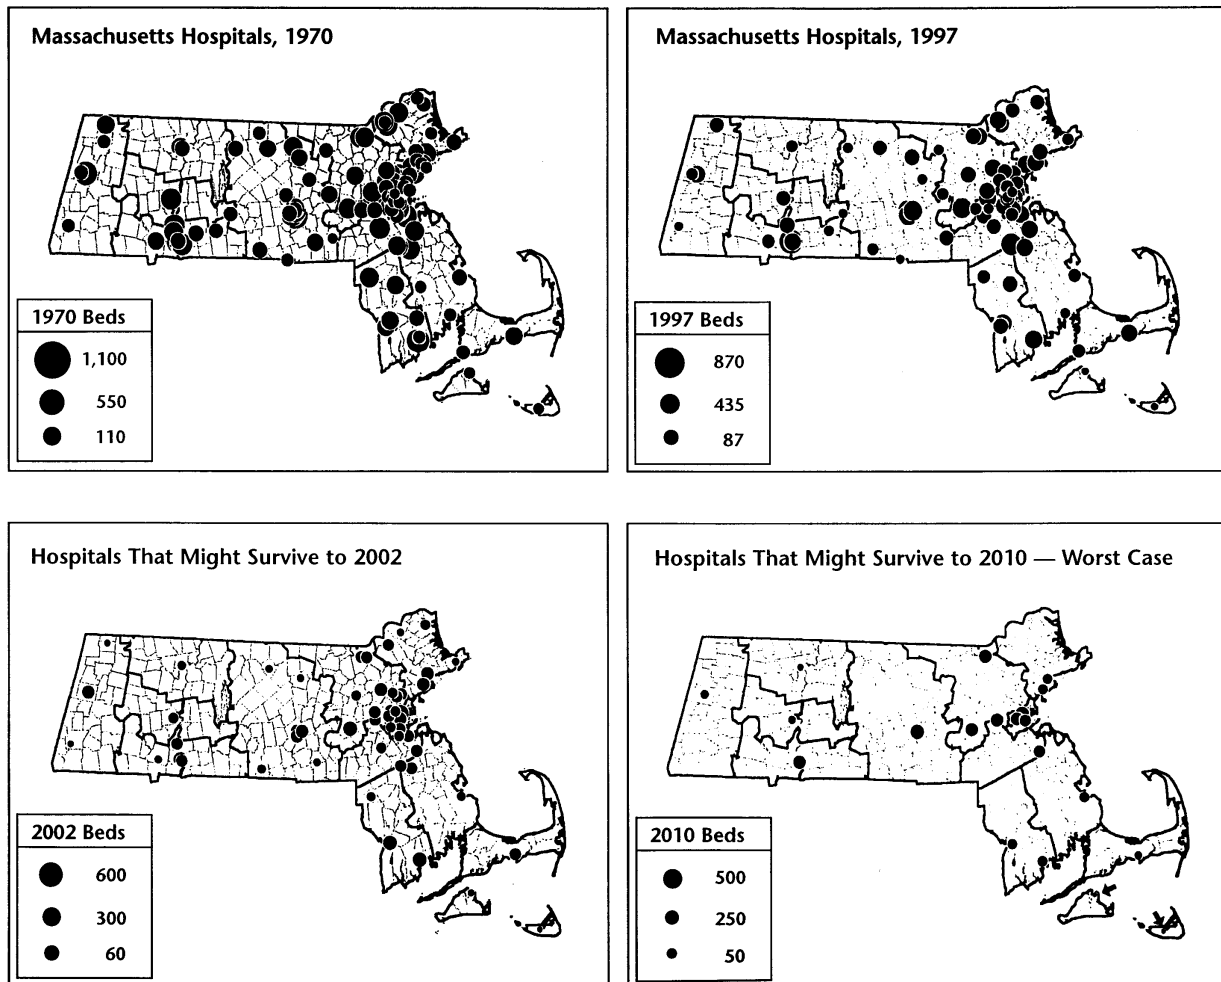 Massachusetts Hospitals, 1970
1970 Beds
1,100
550
110
Massachusetts Hospitals, 1997
1997 Beds
870
435
87
Hospitals That Might Survive to 2002
2002 Beds
600
300
60
Hospitals That Might Survive to 2010 — Worst Case
2010 Beds
500
250
50